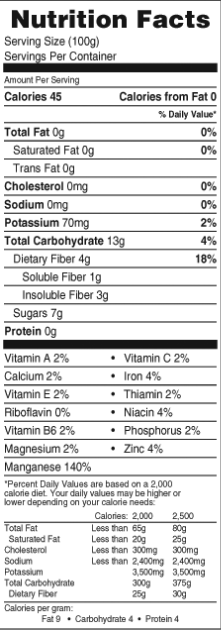 Nutrition Facts
Serving Size (100g)
Servings Per Container
Amount Per Serving
Calories 45 Calories from Fat 0
% Daily Value*
Total Fat 0g 0%
Saturated Fat 0g 0%
Trans Fat 0g
Cholesterol 0mg 0%
Sodium 0mg 0%
Potassium 70mg 2%
Total Carbohydrate 13g 4%
Dietary Fiber 4g 18%
Soluble Fiber 1g
Insoluble Fiber 3g
Sugars 7g
Protein 0g
Vitamin A 2% • Vitamin C 2%
Calcium 2% • Iron 4%
Vitamin E 2% • Thiamin 2%
Riboflavin 0% • Niacin 4%
Vitamin B6 2% • Phosphorus 2%
Magnesium 2% • Zinc 4%
Manganese 140%
*Percent Daily Values are based on a 2,000
calorie diet. Your daily values may be higher or
lower depending on your calorie needs:
Calories: 2,000 2,500
Total Fat Less than 65g 80g
Saturated Fat Less than 20g 25g
Cholesterol Less than 300mg 300mg
Sodium Less than 2,400mg 2,400mg
Potassium 3,500mg 3,500mg
Total Carbohydrate 300g 375g
Dietary Fiber 25g 30g
Calories per gram:
Fat 9 • Carbohydrate 4 • Protein 4